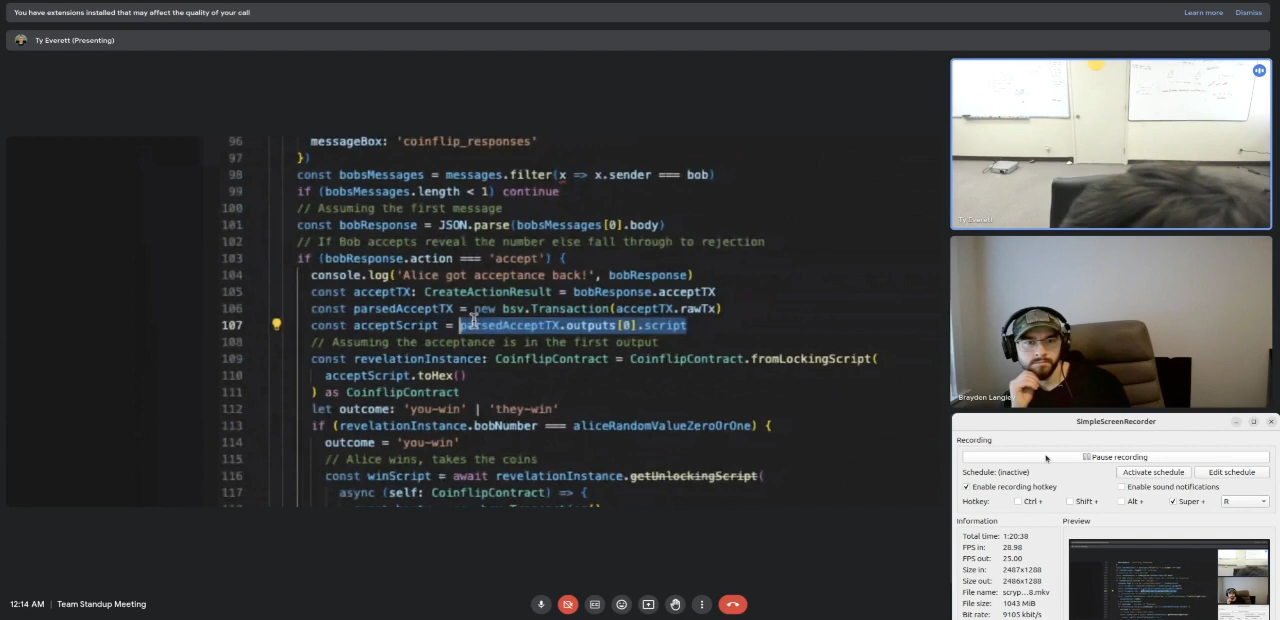 You have extensions installed that may affect the quality of your call
Learn more
Dismiss
Ty Everett (Presenting)
96 messageBox: 'coinflip_responses'
97 })
98 const bobsMessages = messages.filter(x => x.sender === bob)
99 if (bobsMessages.length < 1) continue
100 // Assuming the first message
101 const bobResponse = JSON.parse(bobsMessages[0].body)
102 // If Bob accepts reveal the number else fall through to rejection
103 if (bobResponse.action === 'accept') {
104 console.log('Alice got acceptance back!', bobResponse)
105 const acceptTX: CreateActionResult = bobResponse.acceptTX
106 const parsedAcceptTX = new bsv.Transaction(acceptTX.rawTx)
107 const acceptScript = parsedAcceptTX.outputs[0].script
108 // Assuming the acceptance is in the first output
109 const revelationInstance: CoinflipContract = CoinflipContract.fromLockingScript(
110 acceptScript.toHex()
111 ) as CoinflipContract
112 let outcome: 'you-win' | 'they-win'
113 if (revelationInstance.bobNumber === aliceRandomValueZeroOrOne) {
114 outcome = 'you-win'
115 // Alice wins, takes the coins
116 const winScript = await revelationInstance.getUnlockingScript(
117 async (self: CoinflipContract) => {
Ty Everett
Brayden Langley
SimpleScreenRecorder
Recording
Pause recording
Schedule: (inactive)
Activate schedule
Edit schedule
Enable recording hotkey
Enable sound notifications
Hotkey: Ctrl + Shift + Alt + Super + R
Information
Preview
Total time: 1:20:38
FPS in: 28.98
FPS out: 25.00
Size in: 2487x1288
Size out: 2486x1288
File name: scryp...8.mkv
File size: 1043 MiB
Bit rate: 9105 kbit/s
12:14 AM | Team Standup Meeting